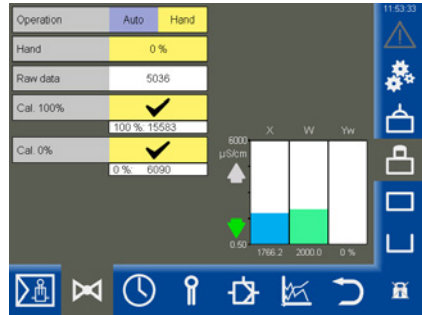 11:53:33
Operation Auto Hand
Hand 0 %
Raw data 5036
Cal. 100%
100 %: 15583
Cal. 0%
0 %: 6090
X W Yw
6000
µS/cm
0.50
1766.2 2000.0 0 %